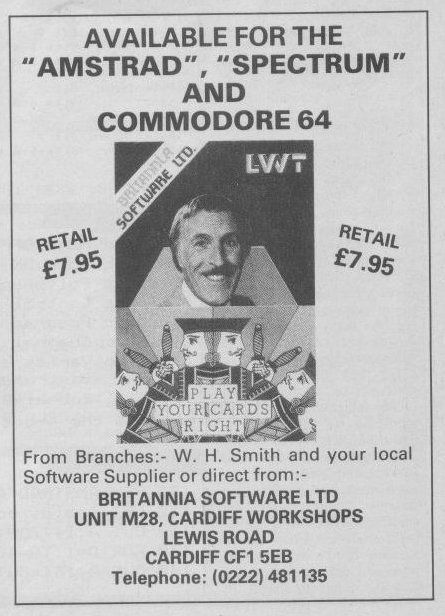 AVAILABLE FOR THE
“AMSTRAD”, “SPECTRUM”
AND
COMMODORE 64
BRITANNIA
SOFTWARE LTD.
LWT
RETAIL
£7.95
RETAIL
£7.95
PLAY
YOUR CARDS
RIGHT
From Branches:- W. H. Smith and your local
Software Supplier or direct from:-
BRITANNIA SOFTWARE LTD
UNIT M28, CARDIFF WORKSHOPS
LEWIS ROAD
CARDIFF CF1 5EB
Telephone: (0222) 481135